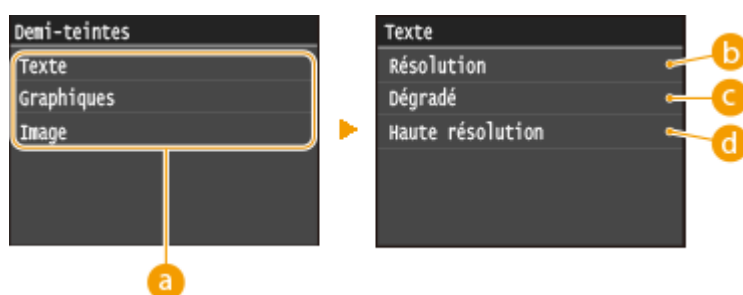 Demi-teintes
Texte
Graphiques
Image
a
Texte
Résolution
b
Dégradé
c
Haute résolution
d